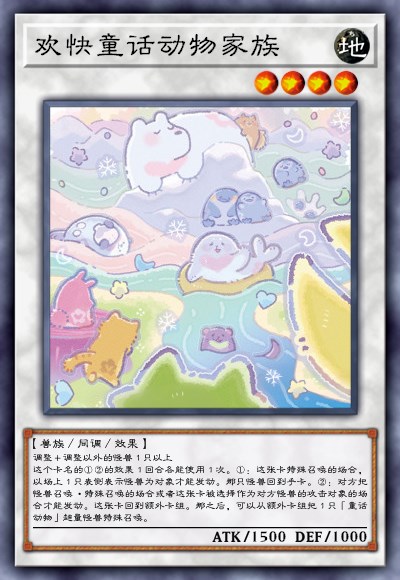 欢快童话动物家族
地
【兽族／同调／效果】
调整＋调整以外的怪兽1只以上
这个卡名的①②的效果1回合各能使用1次。①：这张卡特殊召唤的场合，
以场上1只表侧表示怪兽为对象才能发动。那只怪兽回到手卡。②：对方把
怪兽召唤·特殊召唤的场合或者这张卡被选择作为对方怪兽的攻击对象的场
合才能发动。这张卡回到额外卡组。那之后，可以从额外卡组把1只「童话
动物」超量怪兽特殊召唤。
ATK/1500 DEF/1000